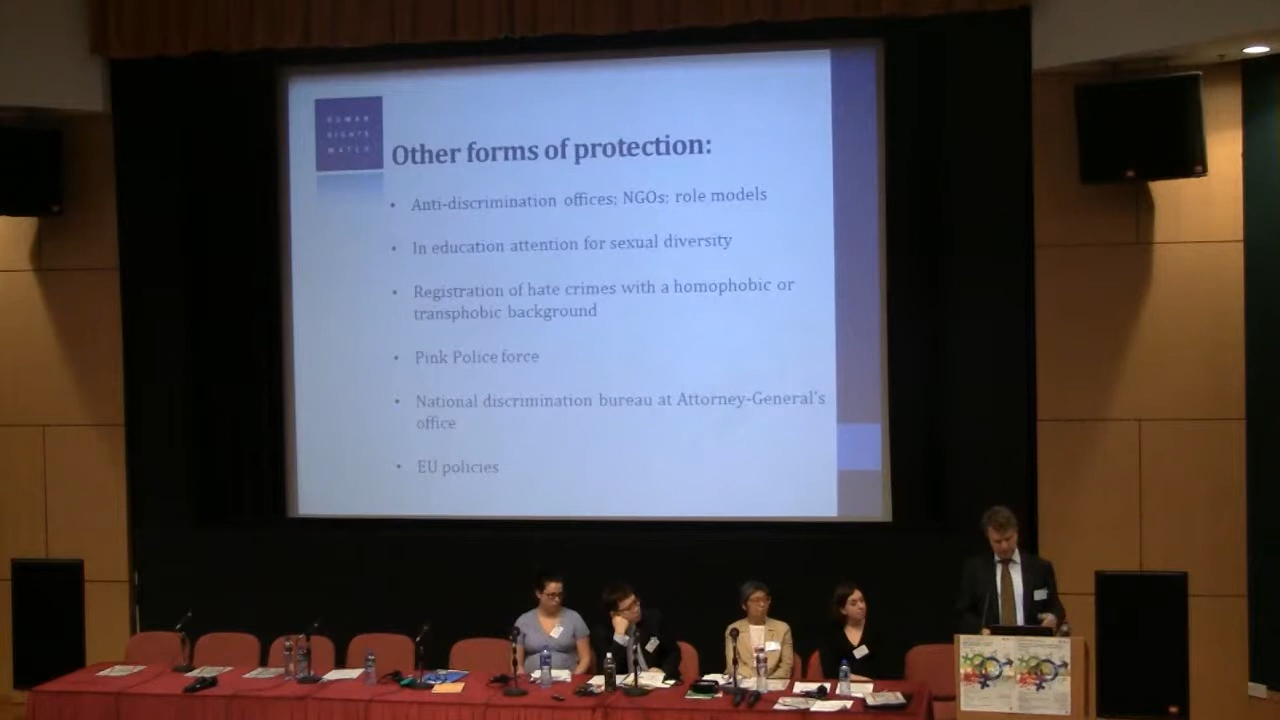 HUMAN
RIGHTS
WATCH
Other forms of protection:
• Anti-discrimination offices; NGOs; role models
• In education attention for sexual diversity
• Registration of hate crimes with a homophobic or
transphobic background
• Pink Police force
• National discrimination bureau at Attorney-General's
office
• EU policies